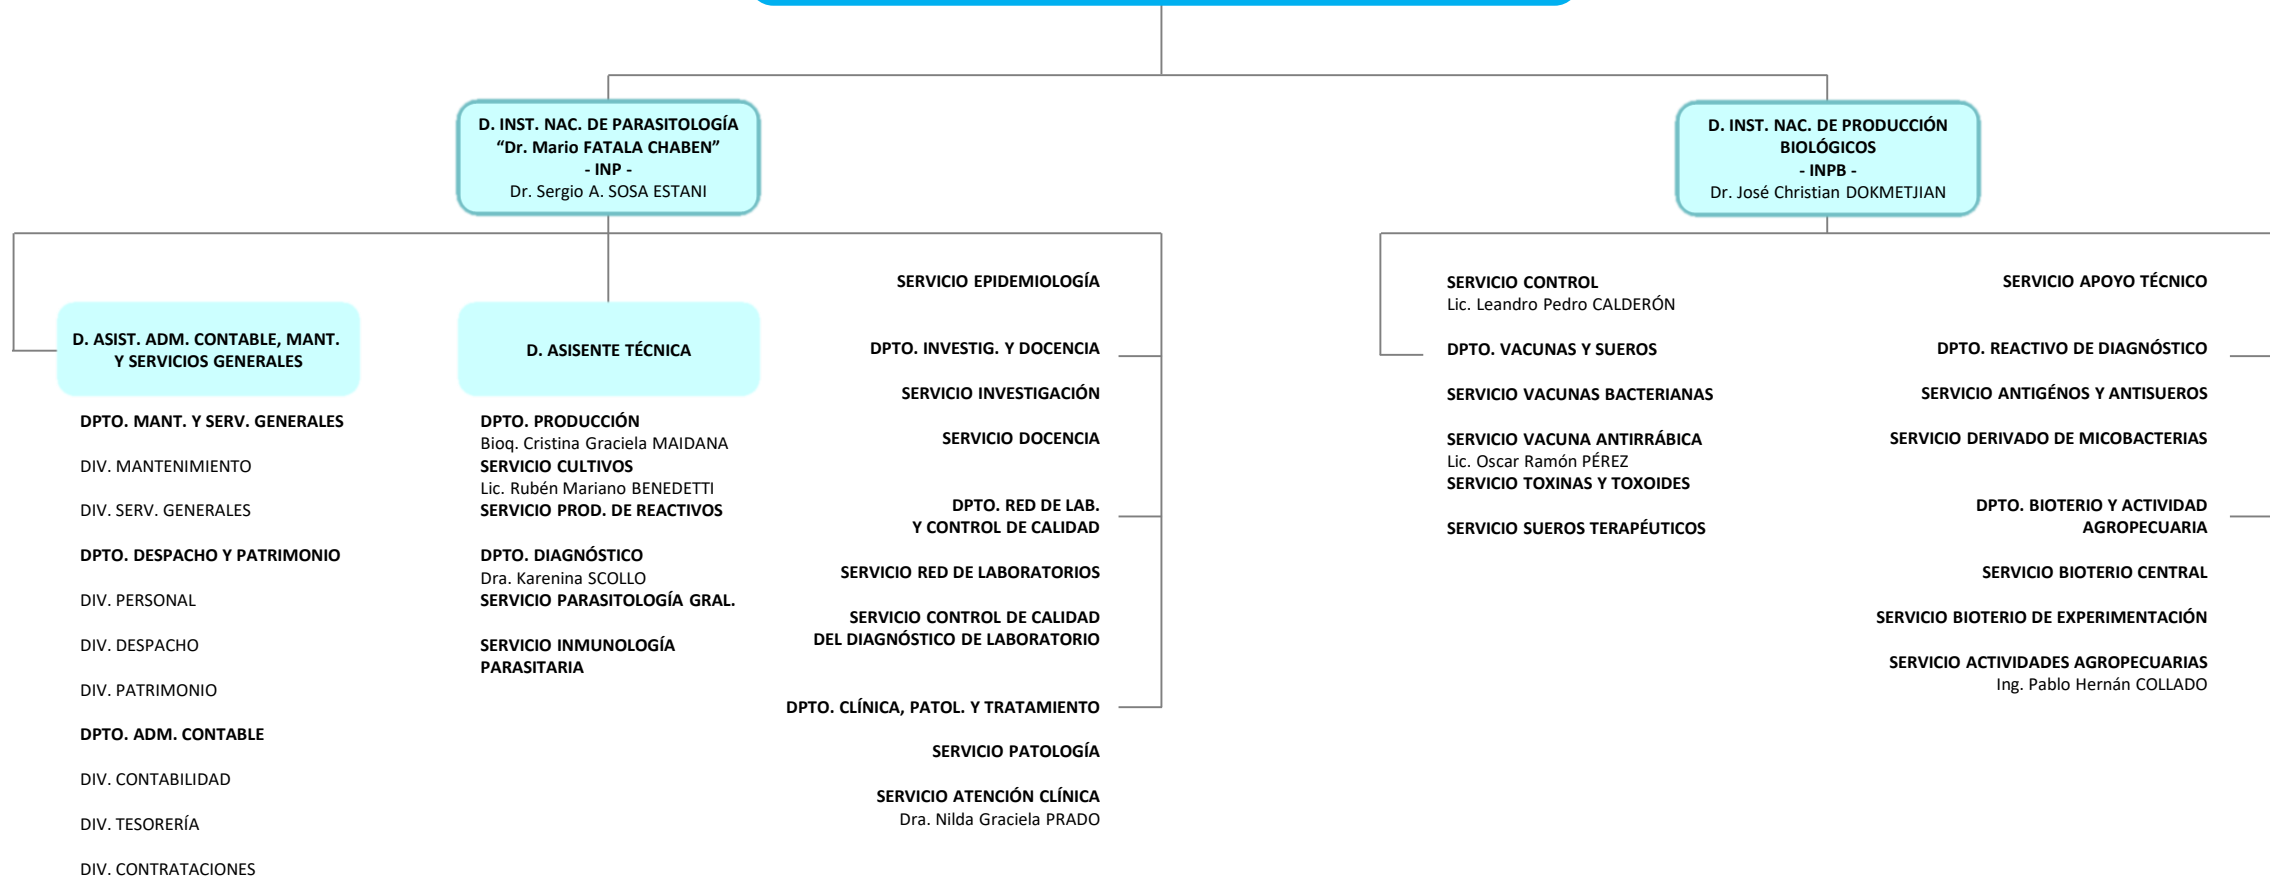 D. INST. NAC. DE PARASITOLOGÍA
“Dr. Mario FATALA CHABEN”
- INP -
Dr. Sergio A. SOSA ESTANI
D. INST. NAC. DE PRODUCCIÓN
BIOLÓGICOS
- INPB -
Dr. José Christian DOKMETJIAN
D. ASIST. ADM. CONTABLE, MANT.
Y SERVICIOS GENERALES
DPTO. MANT. Y SERV. GENERALES
DIV. MANTENIMIENTO
DIV. SERV. GENERALES
DPTO. DESPACHO Y PATRIMONIO
DIV. PERSONAL
DIV. DESPACHO
DIV. PATRIMONIO
DPTO. ADM. CONTABLE
DIV. CONTABILIDAD
DIV. TESORERÍA
DIV. CONTRATACIONES
D. ASISENTE TÉCNICA
DPTO. PRODUCCIÓN
Bioq. Cristina Graciela MAIDANA
SERVICIO CULTIVOS
Lic. Rubén Mariano BENEDETTI
SERVICIO PROD. DE REACTIVOS
DPTO. DIAGNÓSTICO
Dra. Karenina SCOLLO
SERVICIO PARASITOLOGÍA GRAL.
SERVICIO INMUNOLOGÍA
PARASITARIA
SERVICIO EPIDEMIOLOGÍA
DPTO. INVESTIG. Y DOCENCIA
SERVICIO INVESTIGACIÓN
SERVICIO DOCENCIA
DPTO. RED DE LAB.
Y CONTROL DE CALIDAD
SERVICIO RED DE LABORATORIOS
SERVICIO CONTROL DE CALIDAD
DEL DIAGNÓSTICO DE LABORATORIO
DPTO. CLÍNICA, PATOL. Y TRATAMIENTO
SERVICIO PATOLOGÍA
SERVICIO ATENCIÓN CLÍNICA
Dra. Nilda Graciela PRADO
SERVICIO CONTROL
Lic. Leandro Pedro CALDERÓN
DPTO. VACUNAS Y SUEROS
SERVICIO VACUNAS BACTERIANAS
SERVICIO VACUNA ANTIRRÁBICA
Lic. Oscar Ramón PÉREZ
SERVICIO TOXINAS Y TOXOIDES
SERVICIO SUEROS TERAPÉUTICOS
SERVICIO APOYO TÉCNICO
DPTO. REACTIVO DE DIAGNÓSTICO
SERVICIO ANTIGÉNOS Y ANTISUEROS
SERVICIO DERIVADO DE MICOBACTERIAS
DPTO. BIOTERIO Y ACTIVIDAD
AGROPECUARIA
SERVICIO BIOTERIO CENTRAL
SERVICIO BIOTERIO DE EXPERIMENTACIÓN
SERVICIO ACTIVIDADES AGROPECUARIAS
Ing. Pablo Hernán COLLADO